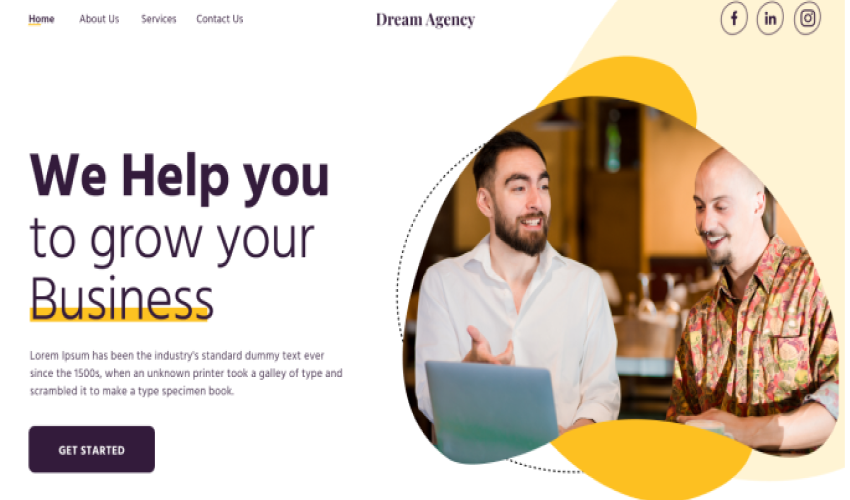 Home About Us Services Contact Us Dream Agency
We Help you
to grow your
Business
Lorem Ipsum has been the industry's standard dummy text ever
since the 1500s, when an unknown printer took a galley of type and
scrambled it to make a type specimen book.
GET STARTED